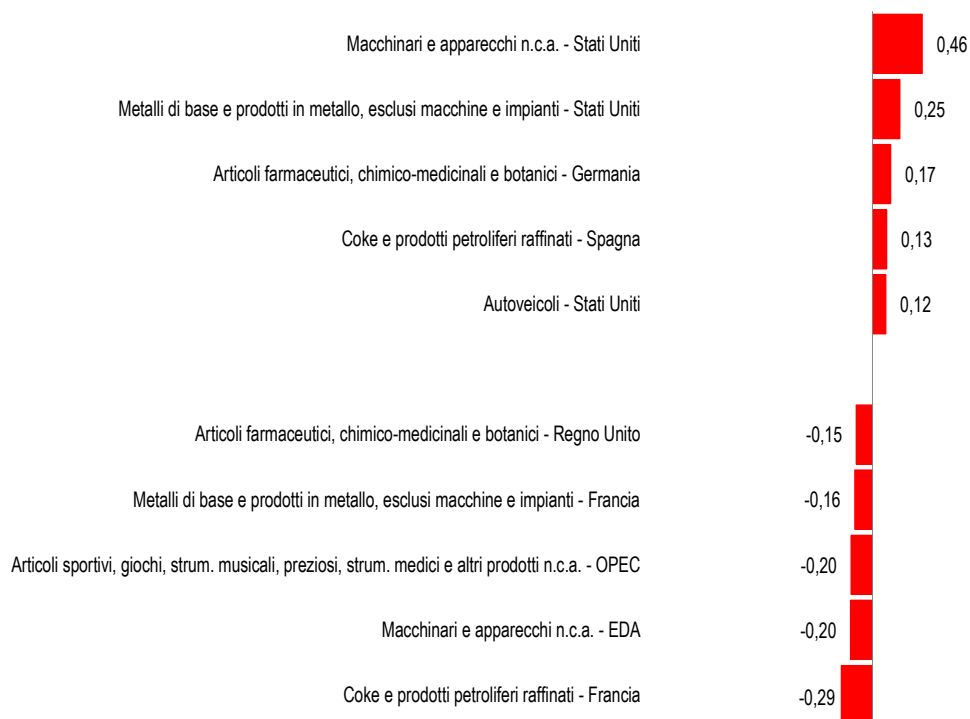 Macchinari e apparecchi n.c.a. - Stati Uniti 0,46
Metalli di base e prodotti in metallo, esclusi macchine e impianti - Stati Uniti 0,25
Articoli farmaceutici, chimico-medicinali e botanici - Germania 0,17
Coke e prodotti petroliferi raffinati - Spagna 0,13
Autoveicoli - Stati Uniti 0,12
Articoli farmaceutici, chimico-medicinali e botanici - Regno Unito -0,15
Metalli di base e prodotti in metallo, esclusi macchine e impianti - Francia -0,16
Articoli sportivi, giochi, strum. musicali, preziosi, strum. medici e altri prodotti n.c.a. - OPEC -0,20
Macchinari e apparecchi n.c.a. - EDA -0,20
Coke e prodotti petroliferi raffinati - Francia -0,29